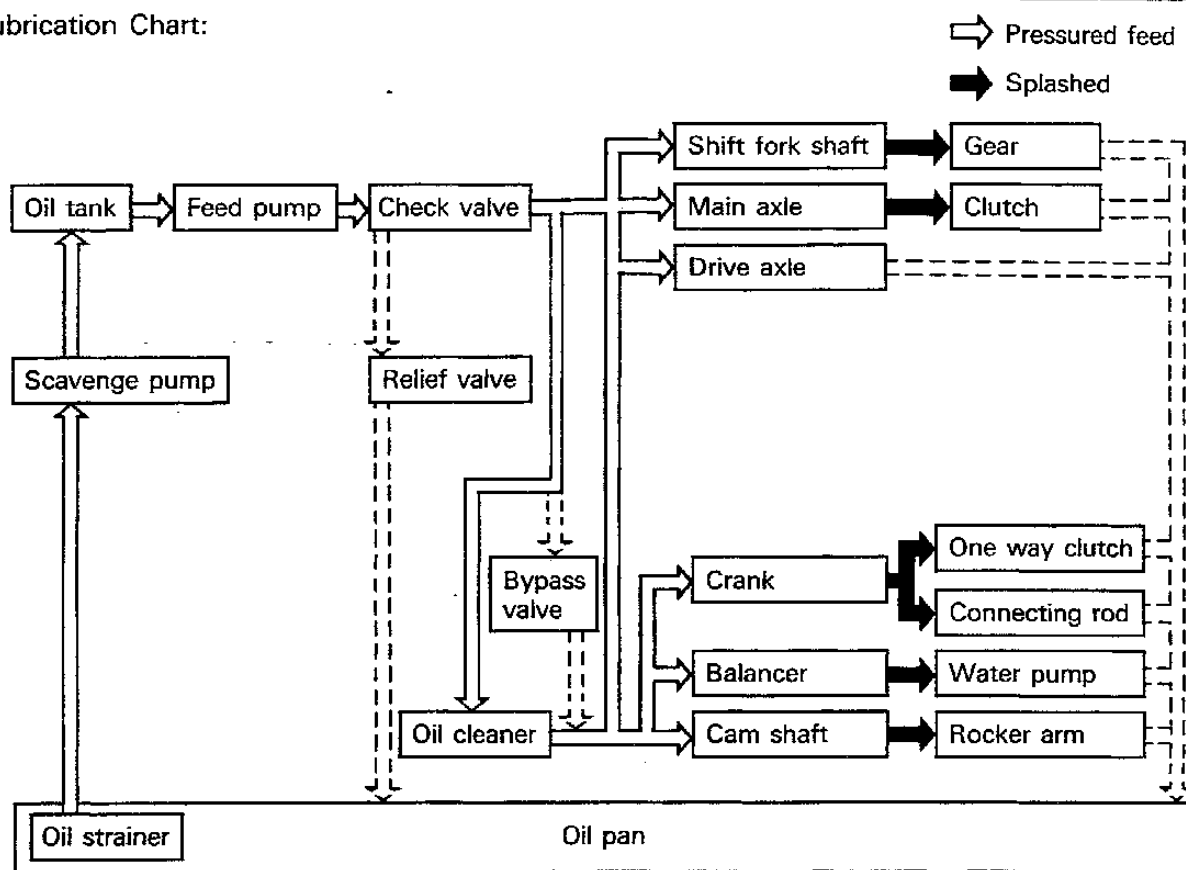 ubrication Chart:
Pressured feed
Splashed
Shift fork shaft
Gear
Oil tank
Feed pump
Check valve
Main axle
Clutch
Drive axle
Scavenge pump
Relief valve
One way clutch
Bypass
valve
Crank
Connecting rod
Balancer
Water pump
Oil cleaner
Cam shaft
Rocker arm
Oil strainer
Oil pan